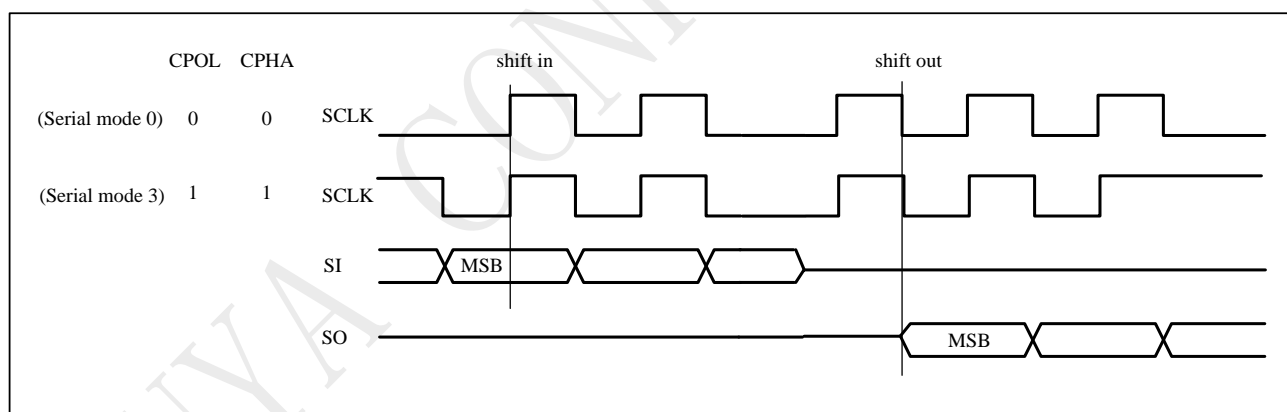 CPOL CPHA shift in shift out
(Serial mode 0) 0 0 SCLK
(Serial mode 3) 1 1 SCLK
SI MSB
SO MSB